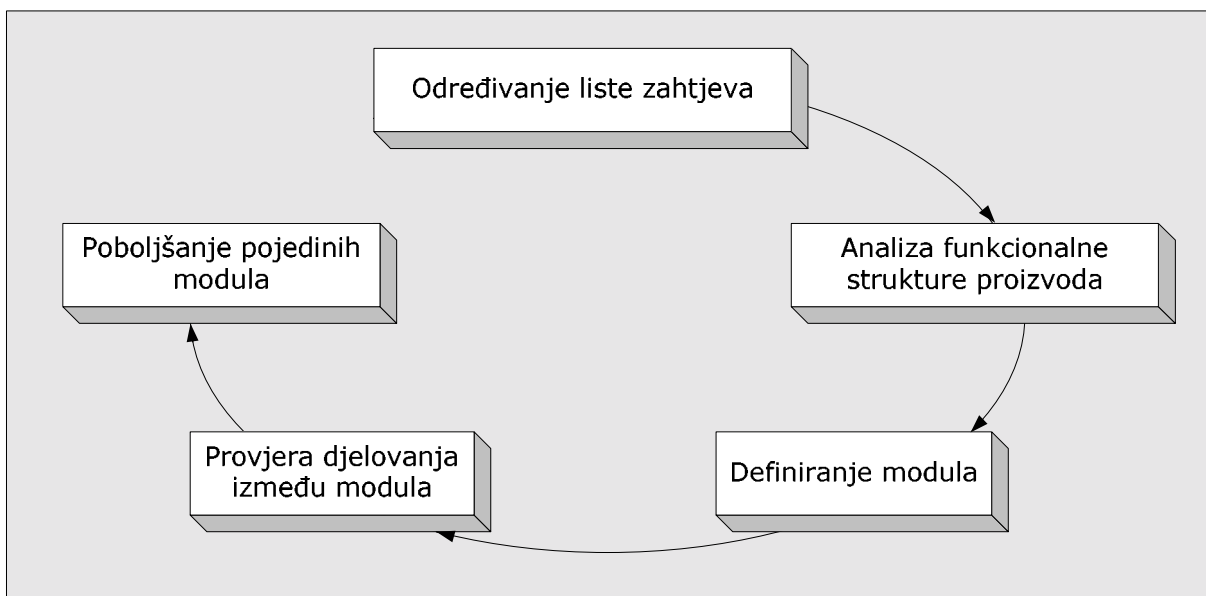 Određivanje liste zahtjeva
Analiza funkcionalne
strukture proizvoda
Definiranje modula
Provjera djelovanja
između modula
Poboljšanje pojedinih
modula